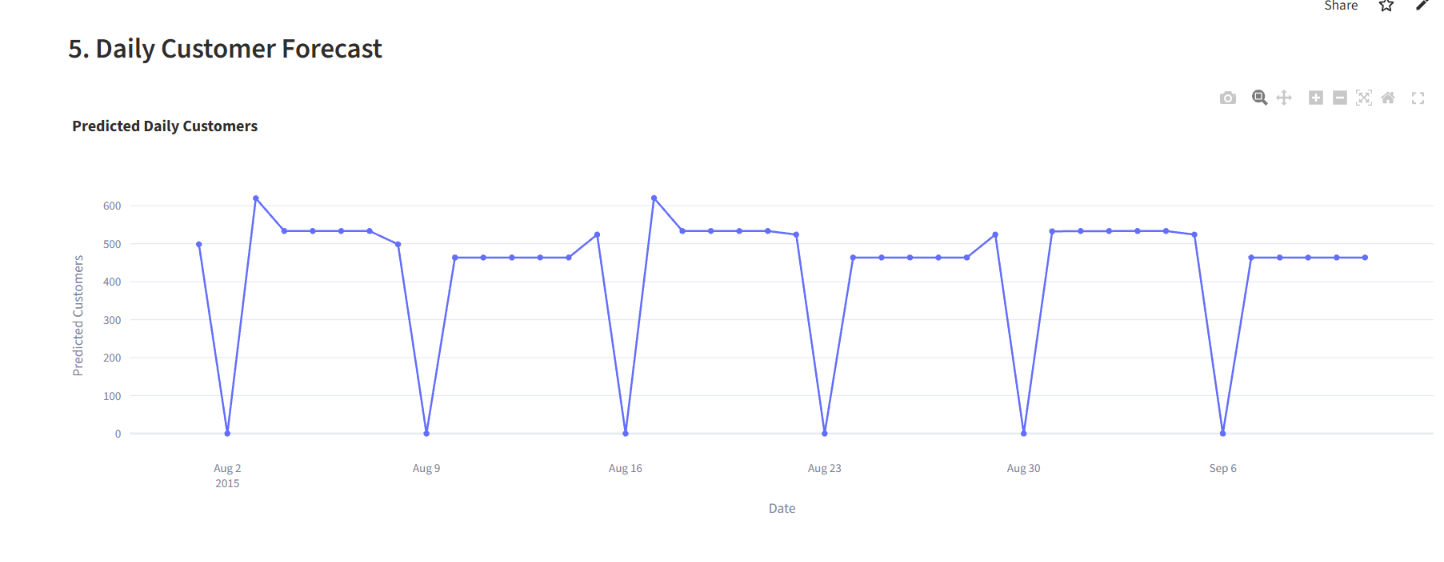 Share
5. Daily Customer Forecast
Predicted Daily Customers
Predicted Customers
600
500
400
300
200
100
0
Aug 2
2015
Aug 9
Aug 16
Aug 23
Aug 30
Sep 6
Date